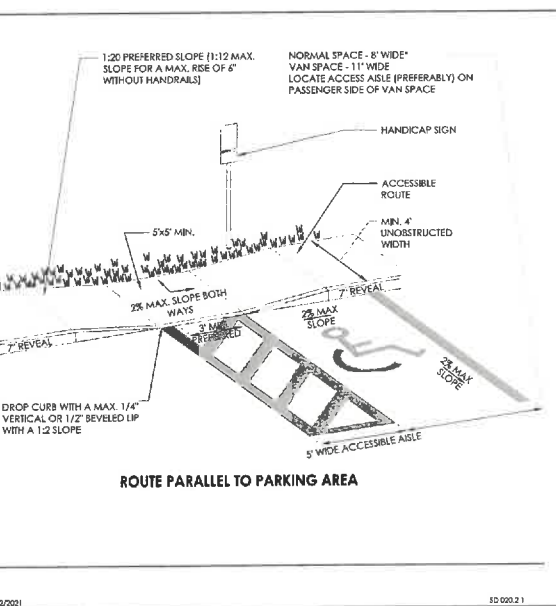 1:20 PREFERRED SLOPE (1:12 MAX.
SLOPE FOR A MAX. RISE OF 6"
WITHOUT HANDRAILS)
NORMAL SPACE - 8' WIDE*
VAN SPACE - 11' WIDE
LOCATE ACCESS AISLE (PREFERABLY) ON
PASSENGER SIDE OF VAN SPACE
HANDICAP SIGN
ACCESSIBLE
ROUTE
5'x5' MIN.
MIN. 4'
UNOBSTRUCTED
WIDTH
2% MAX. SLOPE BOTH
WAYS
7" REVEAL
7" REVEAL
3' MIN.
PREFERRED
2% MAX
SLOPE
2% MAX.
SLOPE
DROP CURB WITH A MAX. 1/4"
VERTICAL OR 1/2" BEVELED LIP
WITH A 1:2 SLOPE
5' WIDE ACCESSIBLE AISLE
ROUTE PARALLEL TO PARKING AREA
2/2021
SD 020.2 1